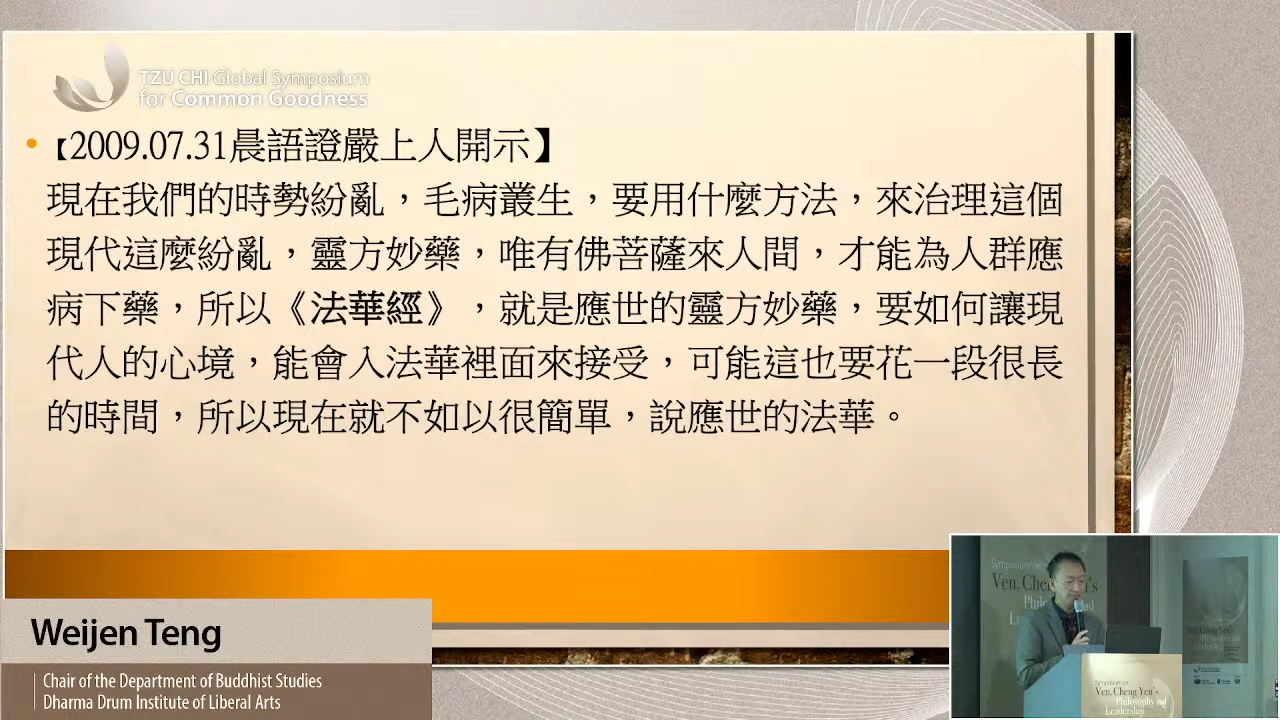 TZU CHI Global Symposium
for Common Goodness
•【2009.07.31晨語證嚴上人開示】
現在我們的時勢紛亂，毛病叢生，要用什麼方法，來治理這個
現代這麼紛亂，靈方妙藥，唯有佛菩薩來人間，才能為人群應
病下藥，所以《法華經》，就是應世的靈方妙藥，要如何讓現
代人的心境，能會入法華裡面來接受，可能這也要花一段很長
的時間，所以現在就不如以很簡單，說應世的法華。
Weijen Teng
Chair of the Department of Buddhist Studies
Dharma Drum Institute of Liberal Arts
Symposium on
Ven. Cheng Yen's
Philosophy and
Leadership